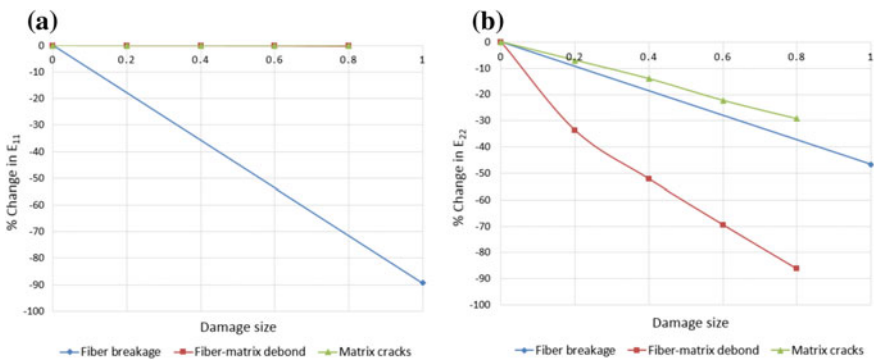 (a)
0
-10
-20
-30
-40
-50
-60
-70
-80
-90
-100
0 0.2 0.4 0.6 0.8 1
% Change in E11
Damage size
Fiber breakage Fiber-matrix debond Matrix cracks
(b)
0
-10
-20
-30
-40
-50
-60
-70
-80
-90
-100
0 0.2 0.4 0.6 0.8 1
% Change in E22
Damage size
Fiber breakage Fiber-matrix debond Matrix cracks